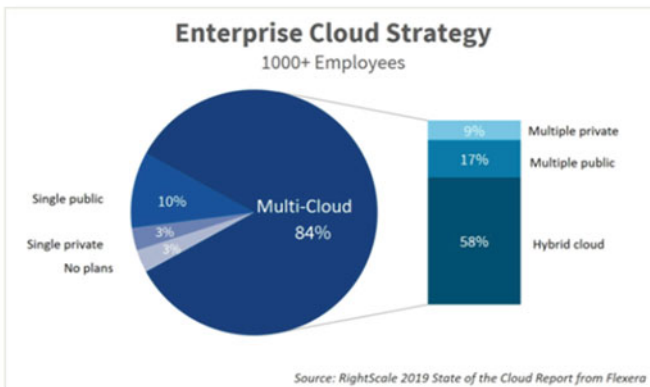 Enterprise Cloud Strategy
1000+ Employees
9%
Multiple private
17%
Multiple public
Single public
10%
Multi-Cloud
84%
3%
Single private
3%
No plans
58%
Hybrid cloud
Source: RightScale 2019 State of the Cloud Report from Flexera